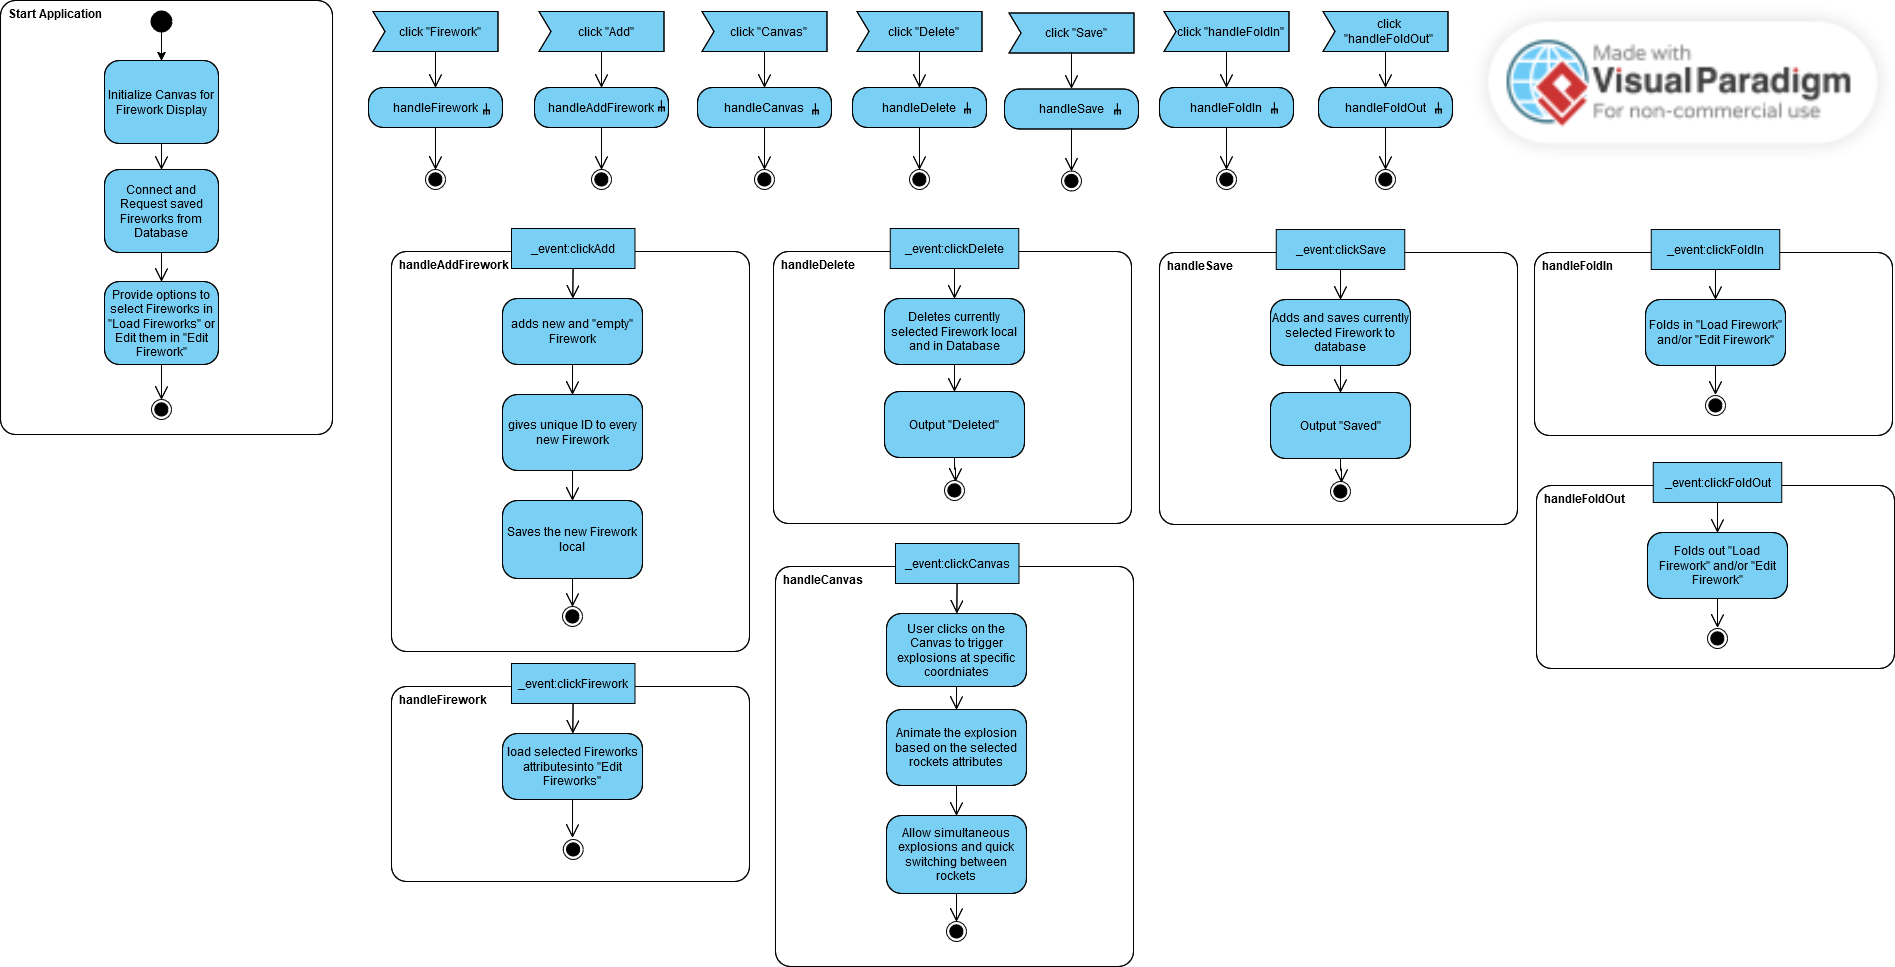 Start Application
Initialize Canvas for
Firework Display
Connect and
Request saved
Fireworks from
Database
Provide options to
select Fireworks in
"Load Fireworks" or
Edit them in "Edit
Firework"
click "Firework"
handleFirework
click "Add"
handleAddFirework
click "Canvas"
handleCanvas
click "Delete"
handleDelete
click "Save"
handleSave
click "handleFoldIn"
handleFoldIn
click
"handleFoldOut"
handleFoldOut
Made with
Visual Paradigm
For non-commercial use
handleAddFirework
_event:clickAdd
adds new and "empty"
Firework
gives unique ID to every
new Firework
Saves the new Firework
local
handleFirework
_event:clickFirework
load selected Fireworks
attributesinto "Edit
Fireworks"
handleDelete
_event:clickDelete
Deletes currently
selected Firework local
and in Database
Output "Deleted"
handleCanvas
_event:clickCanvas
User clicks on the
Canvas to trigger
explosions at specific
coordniates
Animate the explosion
based on the selected
rockets attributes
Allow simultaneous
explosions and quick
switching between
rockets
handleSave
_event:clickSave
Adds and saves currently
selected Firework to
database
Output "Saved"
handleFoldIn
_event:clickFoldIn
Folds in "Load Firework"
and/or "Edit Firework"
handleFoldOut
_event:clickFoldOut
Folds out "Load
Firework" and/or "Edit
Firework"